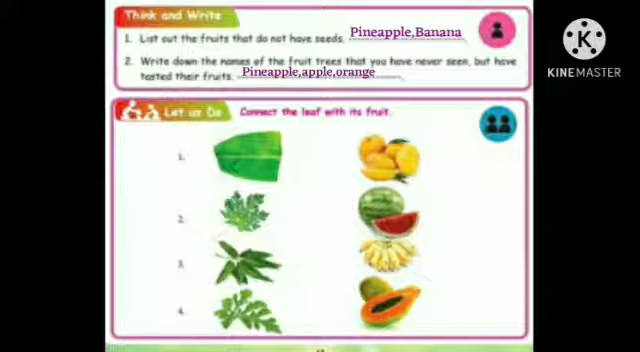 Think and Write
1. List out the fruits that do not have seeds. Pineapple,Banana
2. Write down the names of the fruit trees that you have never seen, but have
tasted their fruits. Pineapple,apple,orange
KINEMASTER
Let us Do Connect the leaf with its fruit.
1.
2.
3.
4.